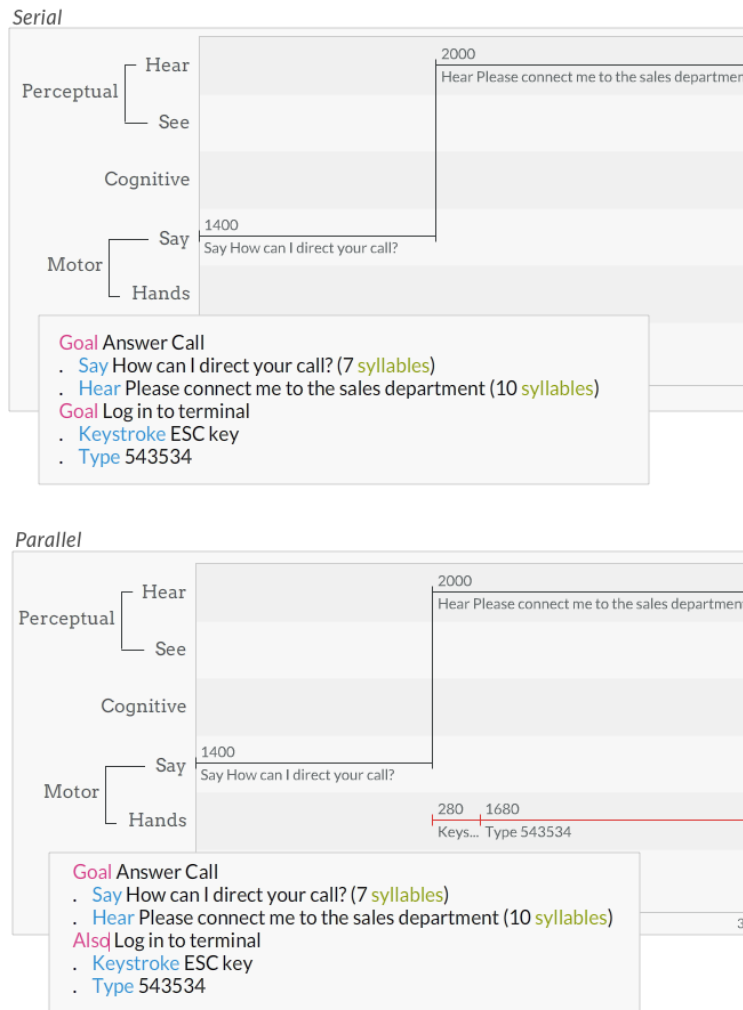 Serial
2000
Hear
Hear Please connect me to the sales
Perceptual
See
Cognitive
1400
Say
Say How can I direct your call?
Motor
Hands
Goal Answer Call
. Say How can I direct your call? (7 syllables)
. Hear Please connect me to the sales department (10 syllables)
Goal Log in to terminal
. Keystroke ESC key
. Type 543534
Parallel
2000
Hear
Hear Please connect me to the sales
Perceptual
See
Cognitive
1400
Say
Say How can I direct your call?
Motor
280 1680
Hands
Keys... Type 543534
Goal Answer Call
. Say How can I direct your call? (7 syllables)
. Hear Please connect me to the sales department (10 syllables)
Also Log in to terminal
. Keystroke ESC key
. Type 543534